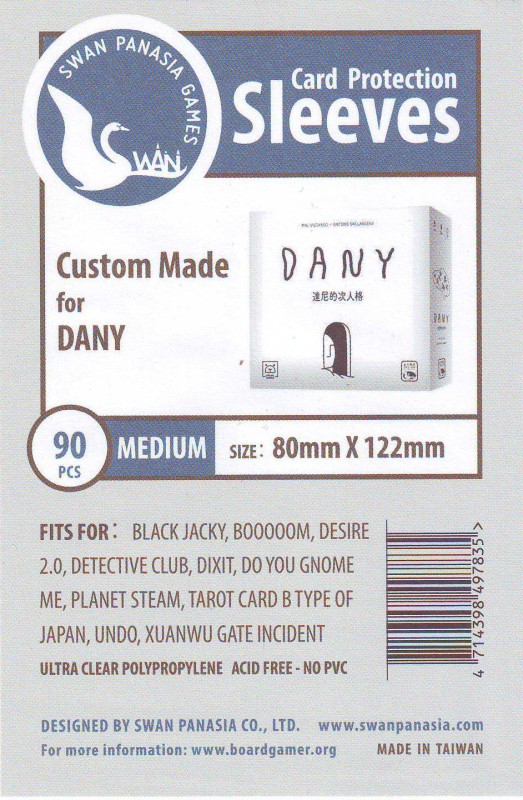 SWAN PANASIA GAMES
SWAN
Card Protection
Sleeves
Custom Made
for
DANY
DANY
達尼的次人格
DANY
90
PCS
MEDIUM
SIZE: 80mm X 122mm
FITS FOR: BLACK JACKY, BOOOOOM, DESIRE
2.0, DETECTIVE CLUB, DIXIT, DO YOU GNOME
ME, PLANET STEAM, TAROT CARD B TYPE OF
JAPAN, UNDO, XUANWU GATE INCIDENT
ULTRA CLEAR POLYPROPYLENE ACID FREE - NO PVC
4 714398 497835 >
DESIGNED BY SWAN PANASIA CO., LTD. www.swanpanasia.com
For more information: www.boardgamer.org MADE IN TAIWAN